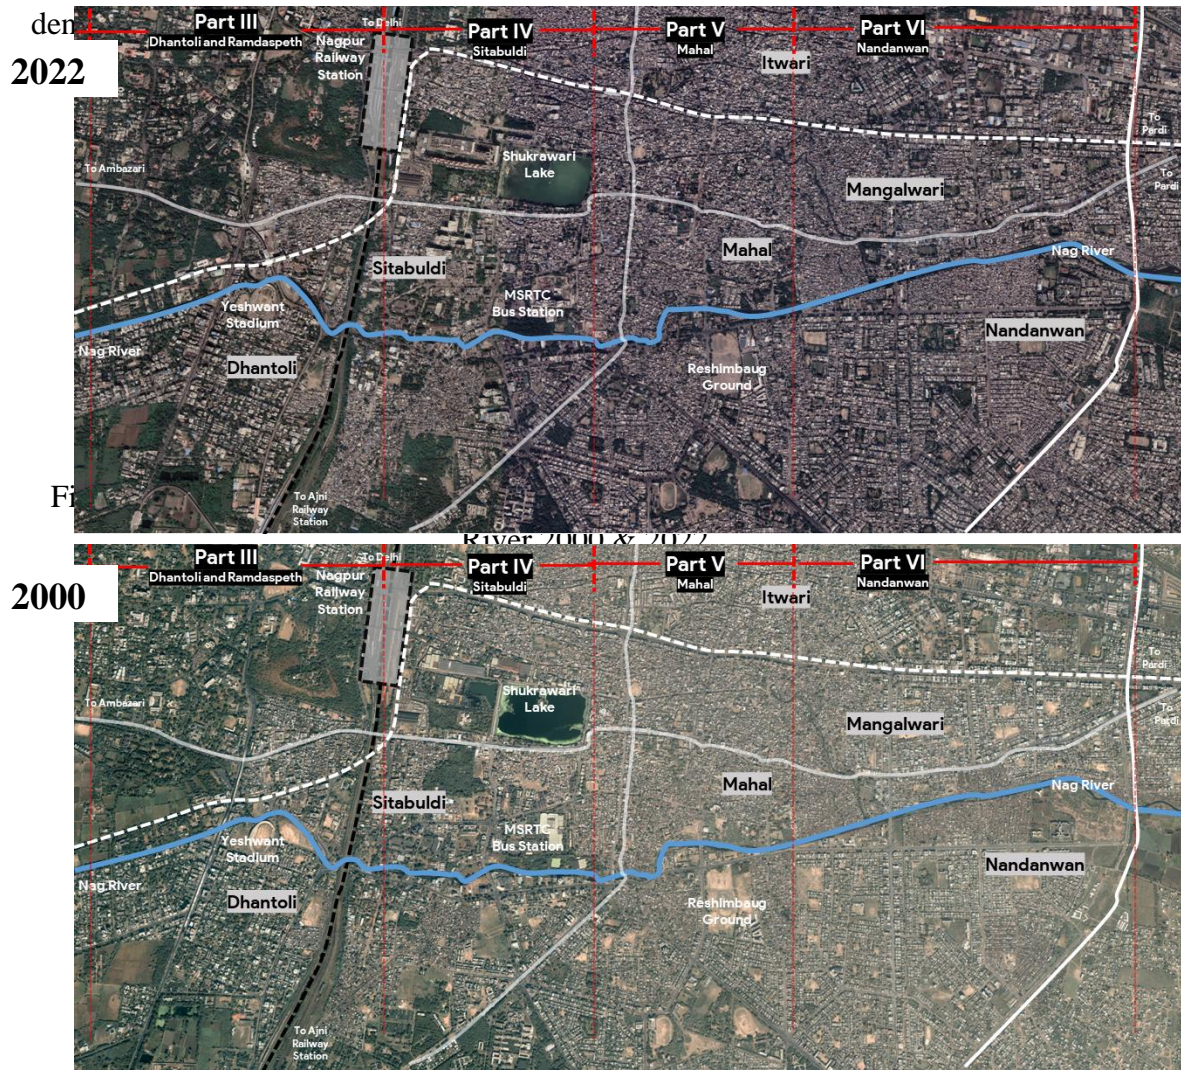 den
2022
Part III
Dhantoli and Ramdaspeth
To Delhi
Part IV
Sitabuldi
Part V
Mahal
Part VI
Nandanwan
Nagpur
Railway
Station
Itwari
To
Pardi
To Ambazari
Shukrawari
Lake
Mangalwari
To
Pardi
Mahal
Nag River
Sitabuldi
Yeshwant
Stadium
MSRTC
Bus Station
Nandanwan
Nag River
Dhantoli
Reshimbaug
Ground
To Ajni
Railway
Station
Fi
River 2000 & 2022
2000
Part III
Dhantoli and Ramdaspeth
To Delhi
Part IV
Sitabuldi
Part V
Mahal
Part VI
Nandanwan
Nagpur
Railway
Station
Itwari
To
Pardi
To Ambazari
Shukrawari
Lake
Mangalwari
To
Pardi
Mahal
Nag River
Sitabuldi
Yeshwant
Stadium
MSRTC
Bus Station
Nandanwan
Nag River
Dhantoli
Reshimbaug
Ground
To Ajni
Railway
Station